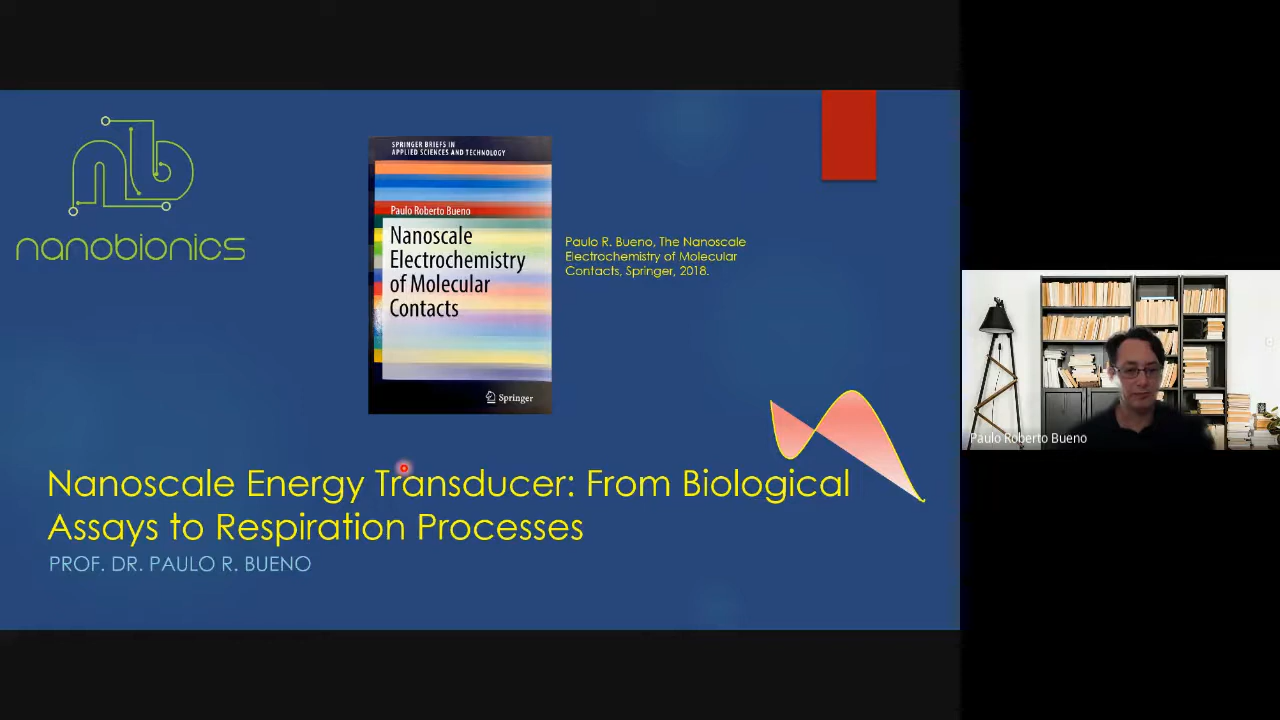 nb
nanobionics
SPRINGER BRIEFS IN
APPLIED SCIENCES AND TECHNOLOGY
Paulo Roberto Bueno
Nanoscale
Electrochemistry
of Molecular
Contacts
Springer
Paulo R. Bueno, The Nanoscale
Electrochemistry of Molecular
Contacts, Springer, 2018.
Nanoscale Energy Transducer: From Biological
Assays to Respiration Processes
PROF. DR. PAULO R. BUENO
Paulo Roberto Bueno